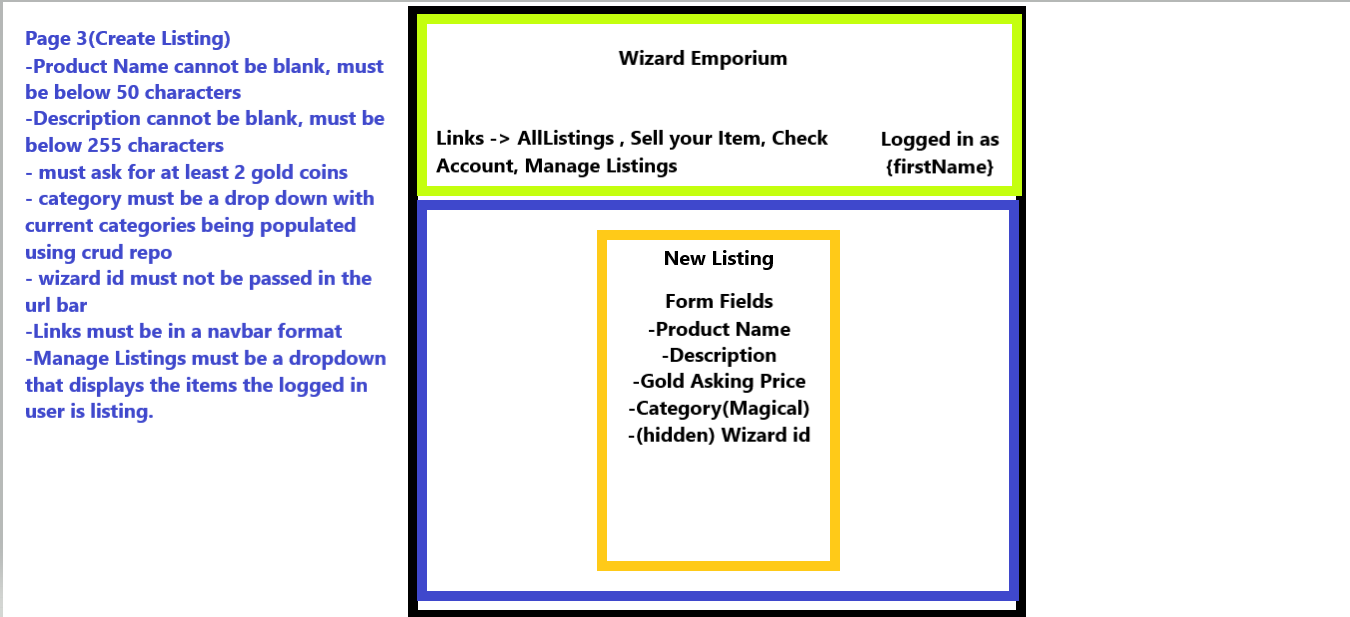 Page 3(Create Listing)
-Product Name cannot be blank, must
be below 50 characters
-Description cannot be blank, must be
below 255 characters
- must ask for at least 2 gold coins
- category must be a drop down with
current categories being populated
using crud repo
- wizard id must not be passed in the
url bar
-Links must be in a navbar format
-Manage Listings must be a dropdown
that displays the items the logged in
user is listing.
Wizard Emporium
Links -> AllListings , Sell your Item, Check
Account, Manage Listings
Logged in as
{firstName}
New Listing
Form Fields
-Product Name
-Description
-Gold Asking Price
-Category(Magical)
-(hidden) Wizard id